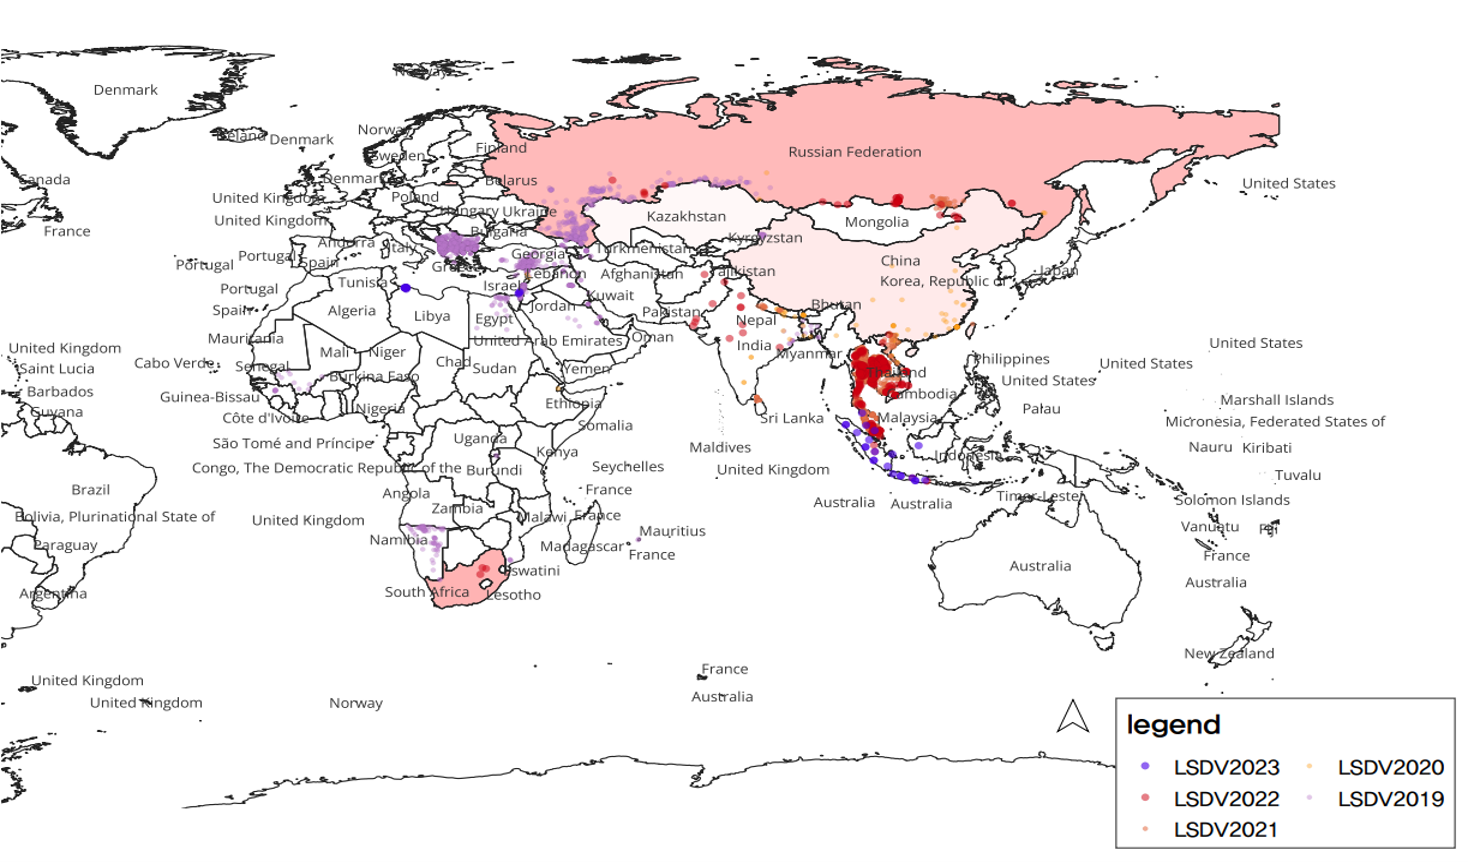 Norway
Denmark
Norway
Iceland
Denmark
Finland
Sweden
Russian Federation
Canada
Denmark
Belarus
United States
United Kingdom
Poland
United Kingdom
Hungary
Ukraine
Kazakhstan
Mongolia
France
Bulgaria
Andorra
Italy
Kyrgyzstan
Portugal
Spain
Georgia
Turkmenistan
China
Portugal
Greece
Lebanon
Afghanistan
Tajikistan
Japan
Portugal
Tunisia
Israel
Korea, Republic of
Spain
Algeria
Libya
Egypt
Jordan
Kuwait
Pakistan
Nepal
Bhutan
Mauritania
United Arab Emirates
Oman
India
Myanmar
United States
United Kingdom
Cabo Verde
Senegal
Mali
Niger
Chad
Sudan
Yemen
Philippines
United States
Saint Lucia
Burkina Faso
Thailand
United States
Barbados
Guinea-Bissau
Nigeria
Ethiopia
Cambodia
Marshall Islands
Guyana
Côte d'Ivoire
Somalia
Sri Lanka
Malaysia
Palau
Micronesia, Federated States of
São Tomé and Príncipe
Uganda
Kenya
Maldives
Indonesia
Nauru
Kiribati
Congo, The Democratic Republic of the
Burundi
Seychelles
United Kingdom
Tuvalu
Brazil
Angola
France
Australia
Australia
Timor-Leste
Solomon Islands
Bolivia, Plurinational State of
United Kingdom
Zambia
Malawi
France
Mauritius
Vanuatu
Fiji
Paraguay
Namibia
Madagascar
France
France
Australia
Eswatini
Australia
Argentina
South Africa
Lesotho
New Zealand
France
United Kingdom
Australia
United Kingdom
Norway
legend
LSDV2023
LSDV2020
LSDV2022
LSDV2019
LSDV2021